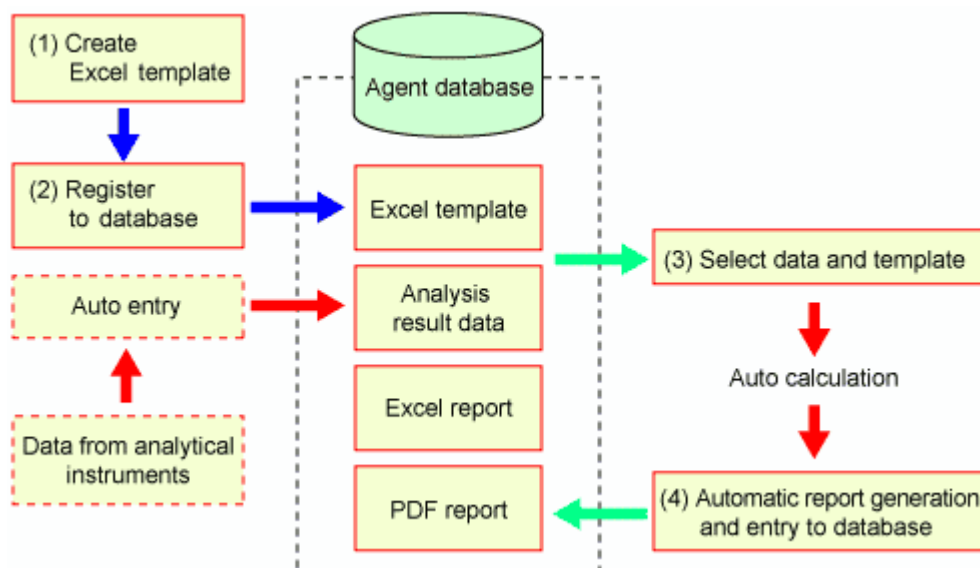 (1) Create
Excel template
(2) Register
to database
Auto entry
Data from analytical
instruments
Agent database
Excel template
Analysis
result data
Excel report
PDF report
(3) Select data and template
Auto calculation
(4) Automatic report generation
and entry to database